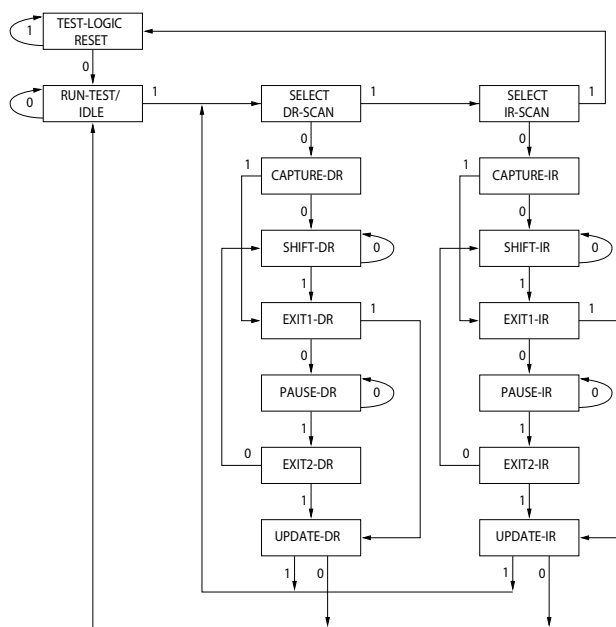 1
TEST-LOGIC
RESET
0
0
RUN-TEST/
IDLE
1
SELECT
DR-SCAN
1
SELECT
IR-SCAN
1
0
0
1
CAPTURE-DR
1
CAPTURE-IR
0
0
SHIFT-DR
0
SHIFT-IR
0
1
1
EXIT1-DR
1
EXIT1-IR
1
0
0
PAUSE-DR
0
PAUSE-IR
0
1
1
0
EXIT2-DR
0
EXIT2-IR
1
1
UPDATE-DR
UPDATE-IR
1
0
1
0